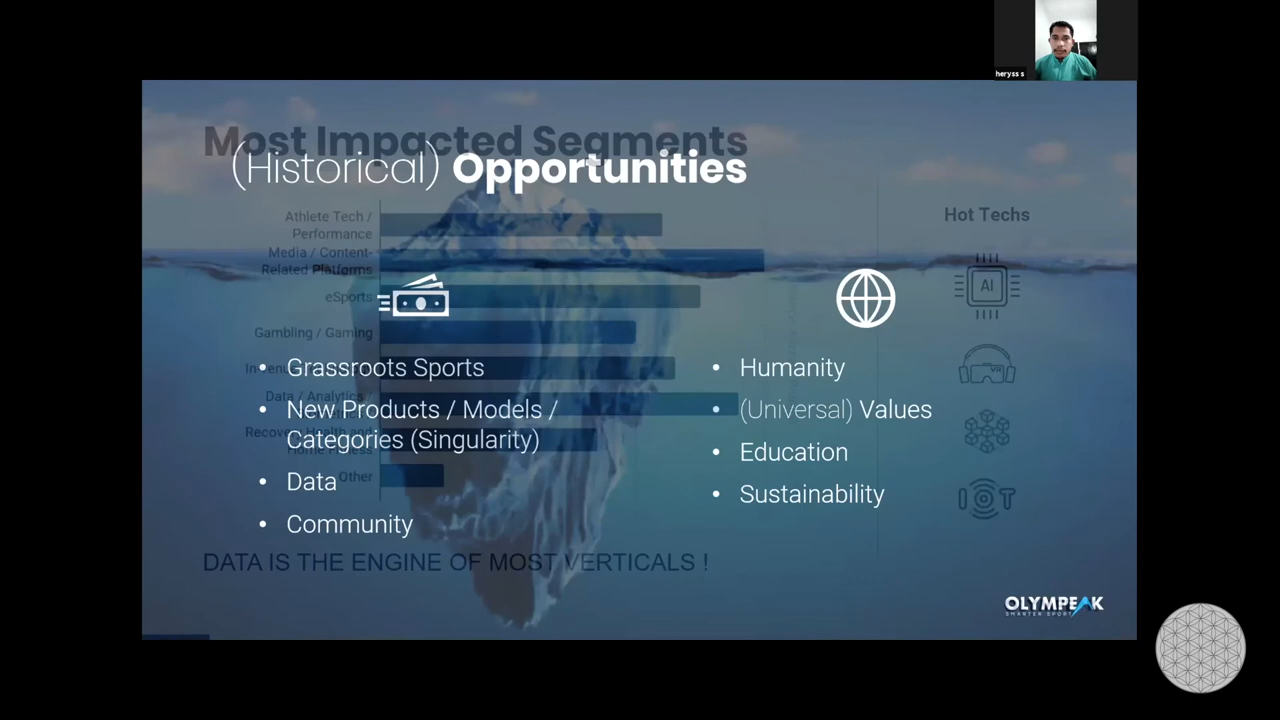 heryss s
Most Impacted Segments
(Historical) Opportunities
Athlete Tech /
Performance
Media / Content-
Related Platforms
eSports
Gambling / Gaming
Data / Analytics /
Recovery, Health and
Home Fitness
Other
Hot Techs
AI
VR
IOT
• Grassroots Sports
• New Products / Models /
Categories (Singularity)
• Data
• Community
• Humanity
• (Universal) Values
• Education
• Sustainability
DATA IS THE ENGINE OF MOST VERTICALS !
OLYMPEAK
SMARTER SPORT